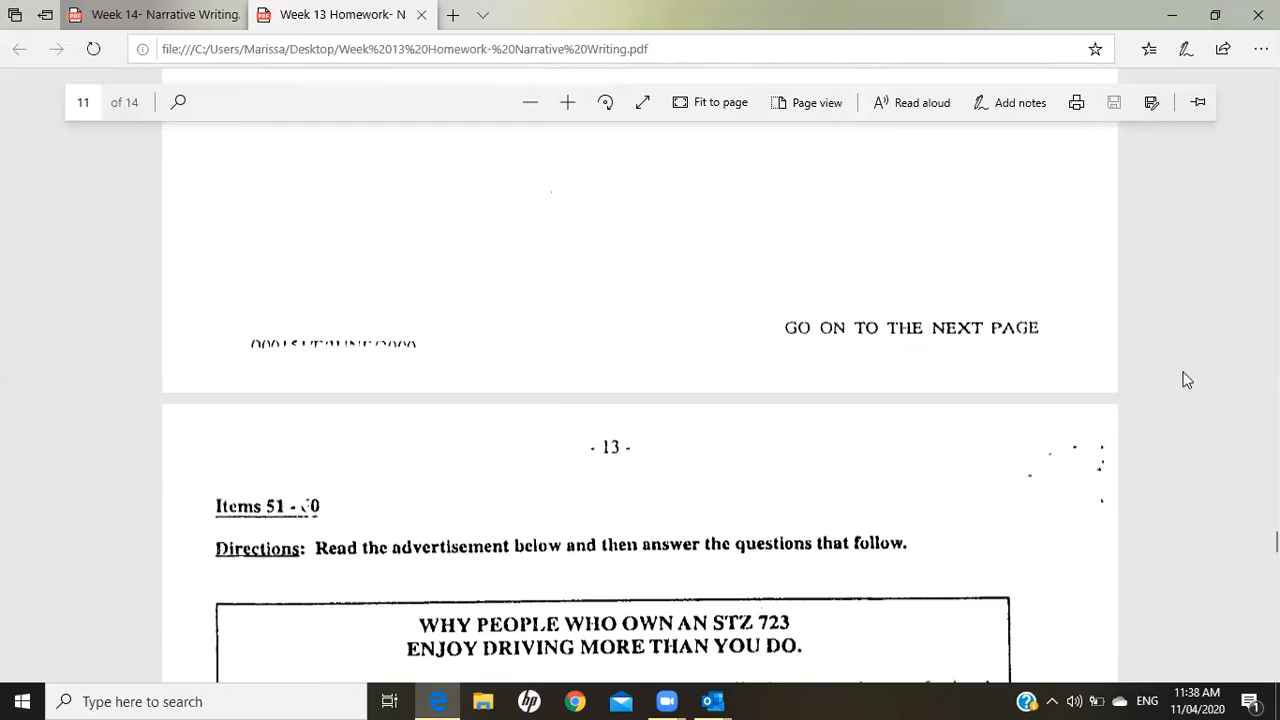 Week 14- Narrative Writing.
Week 13 Homework- N
file:///C:/Users/Marissa/Desktop/Week%2013%20Homework-%20Narrative%20Writing.pdf
11 of 14
Fit to page
Page view
Read aloud
Add notes
GO ON TO THE NEXT PAGE
- 13 -
Items 51 -
Directions: Read the advertisement below and then answer the questions that follow.
WHY PEOPLE WHO OWN AN STZ 723
ENJOY DRIVING MORE THAN YOU DO.
Type here to search
ENG
11:38 AM
11/04/2020